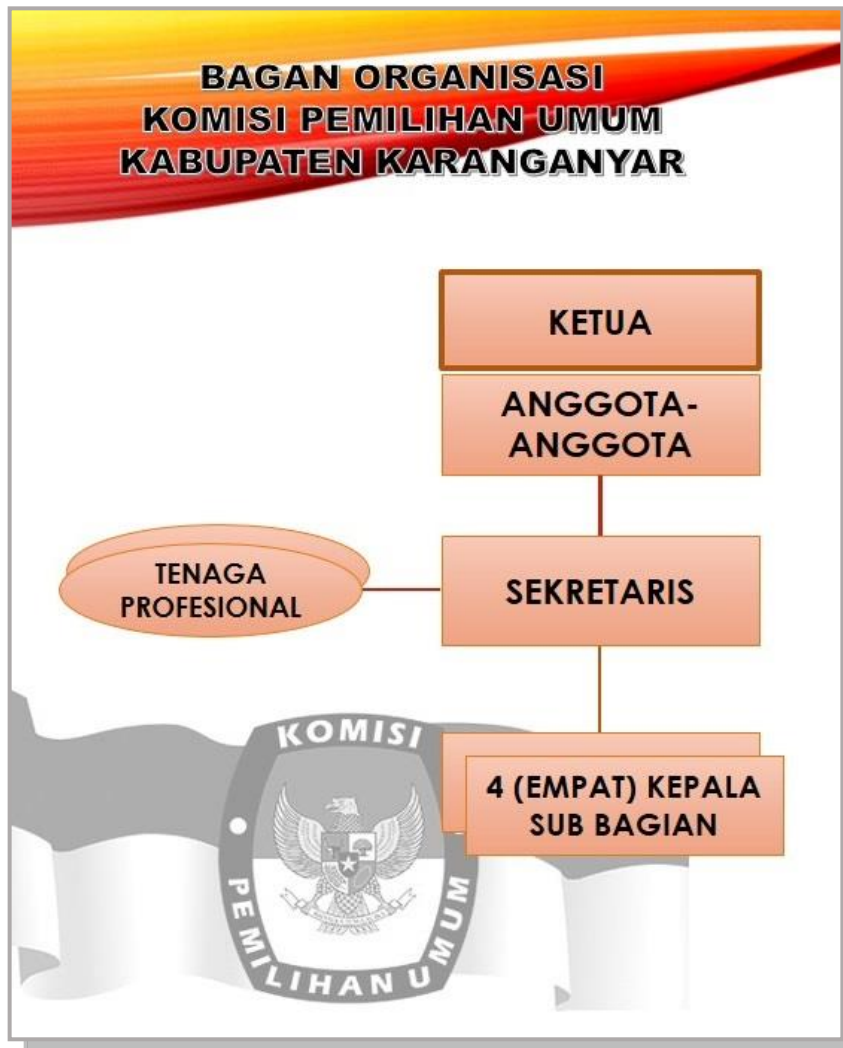 BAGAN ORGANISASI
KOMISI PEMILIHAN UMUM
KABUPATEN KARANGANYAR
KETUA
ANGGOTA-
ANGGOTA
TENAGA
PROFESIONAL
SEKRETARIS
4 (EMPAT) KEPALA
SUB BAGIAN
KOMISI
PEMILIHAN UMUM